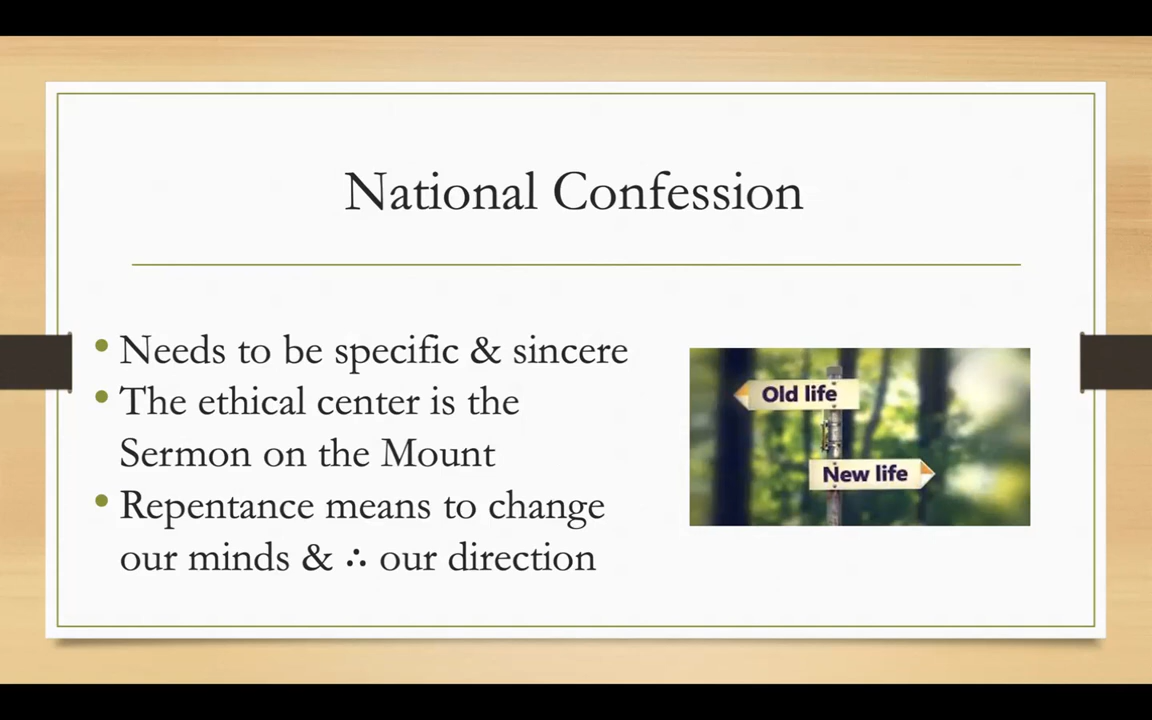 National Confession
• Needs to be specific & sincere
• The ethical center is the
Sermon on the Mount
• Repentance means to change
our minds & ∴ our direction
Old life
New life